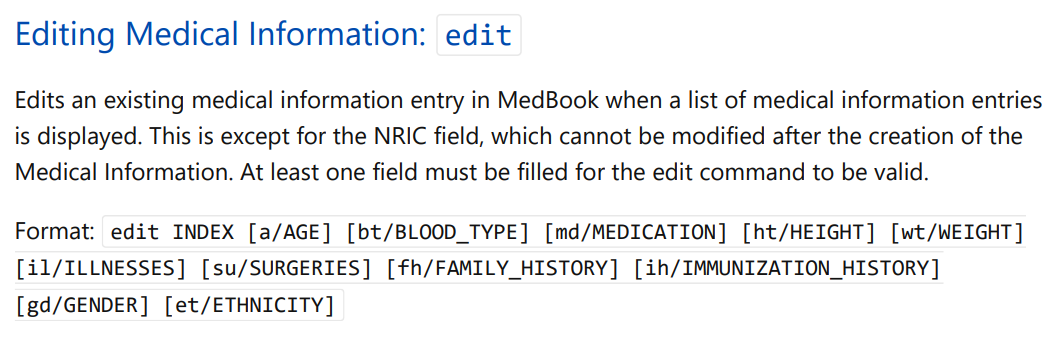 Editing Medical Information: edit
Edits an existing medical information entry in MedBook when a list of medical information entries
is displayed. This is except for the NRIC field, which cannot be modified after the creation of the
Medical Information. At least one field must be filled for the edit command to be valid.
Format: edit INDEX [a/AGE] [bt/BLOOD_TYPE] [md/MEDICATION] [ht/HEIGHT] [wt/WEIGHT]
[il/ILLNESSES] [su/SURGERIES] [fh/FAMILY_HISTORY] [ih/IMMUNIZATION_HISTORY]
[gd/GENDER] [et/ETHNICITY]